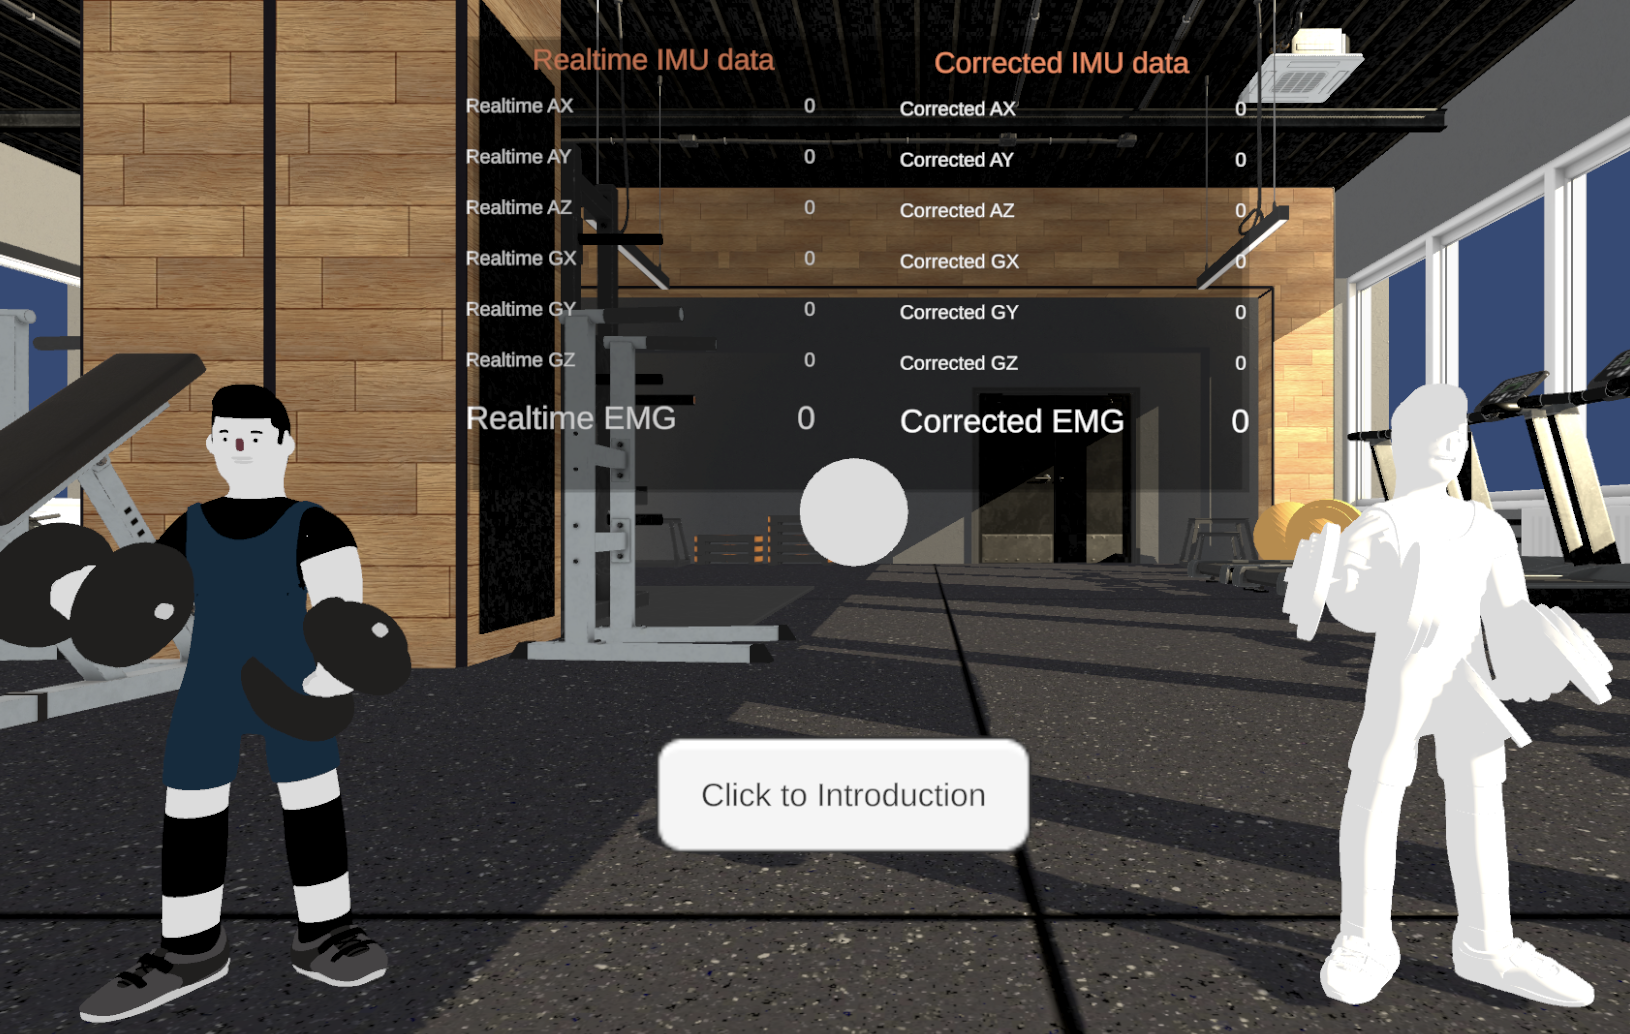 Realtime IMU data
Realtime AX 0
Realtime AY 0
Realtime AZ 0
Realtime GX 0
Realtime GY 0
Realtime GZ 0
Realtime EMG 0
Corrected IMU data
Corrected AX 0
Corrected AY 0
Corrected AZ 0
Corrected GX 0
Corrected GY 0
Corrected GZ 0
Corrected EMG 0
Click to Introduction